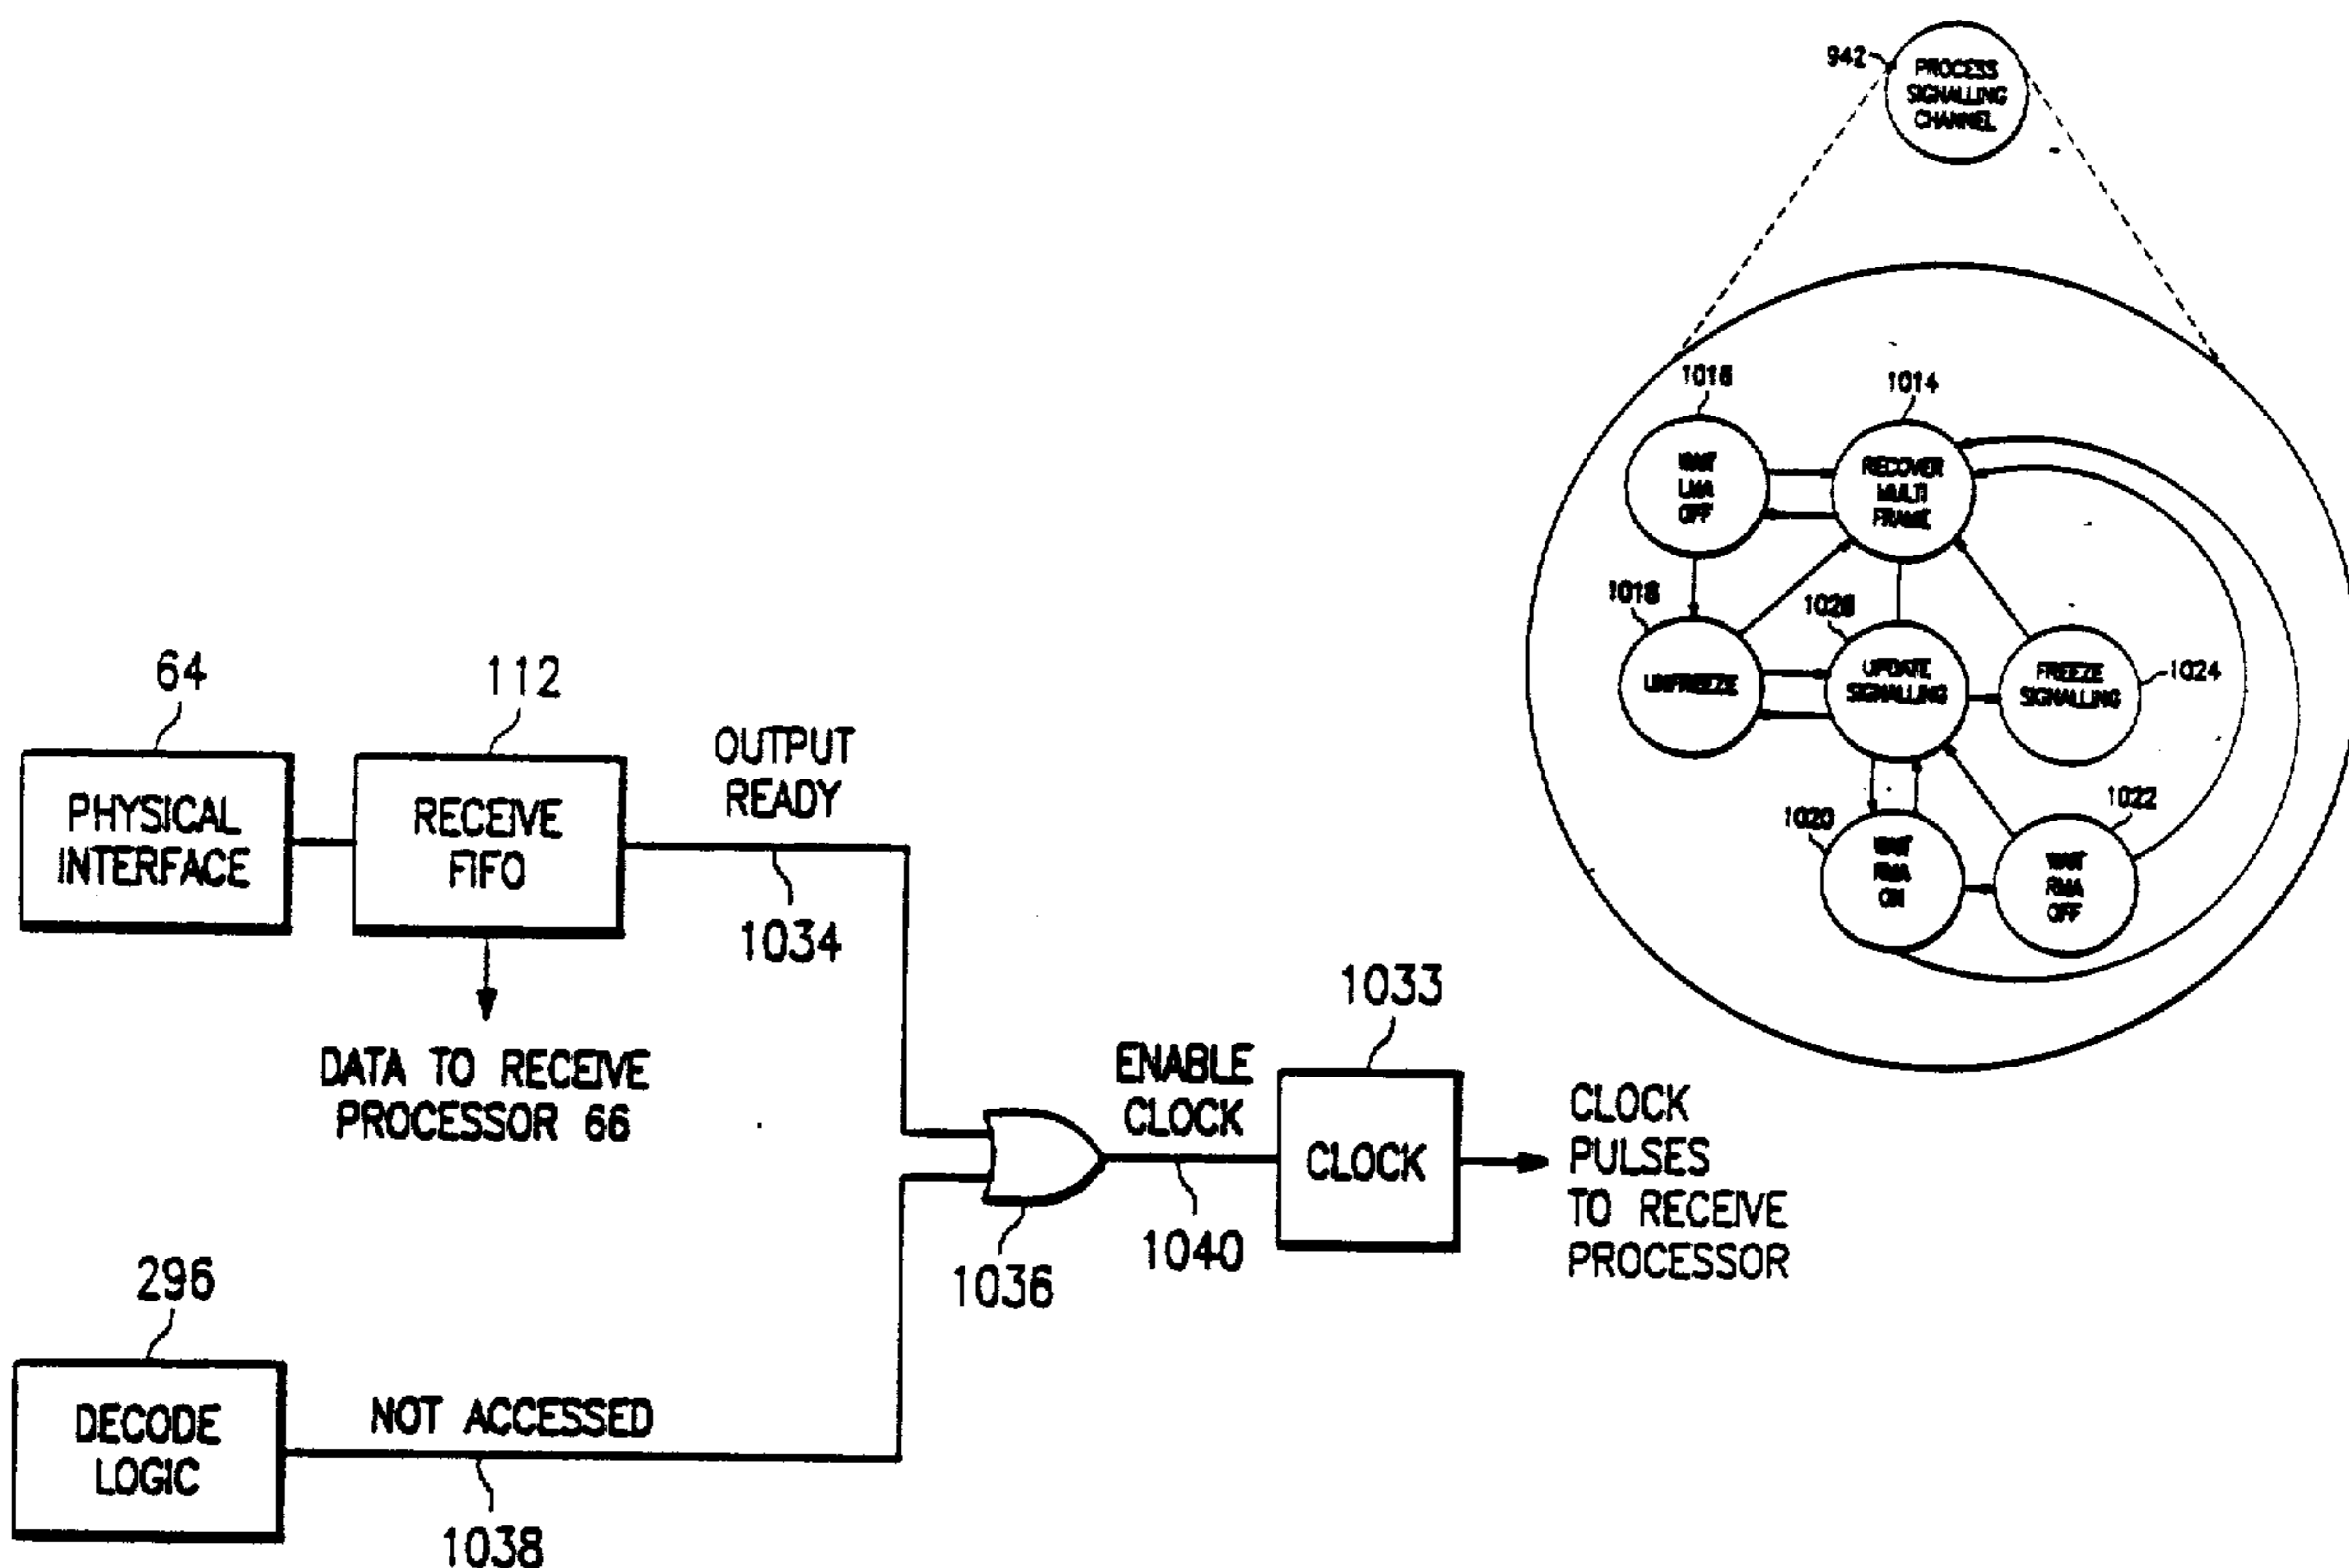 942
PROCESS
SIGNALLING
CHANNEL
1016
1014
WAIT
LMA
OFF
RECOVER
MULTI
FRAME
1018
1026
UNFREEZE
UPDATE
SIGNALLING
FREEZE
SIGNALLING
1024
1020
1022
WAIT
RMA
ON
WAIT
RMA
OFF
64
112
PHYSICAL
INTERFACE
RECEIVE
FIFO
OUTPUT
READY
1034
DATA TO RECEIVE
PROCESSOR 66
1033
ENABLE
CLOCK
CLOCK
CLOCK
PULSES
TO RECEIVE
PROCESSOR
1036
1040
296
DECODE
LOGIC
NOT ACCESSED
1038